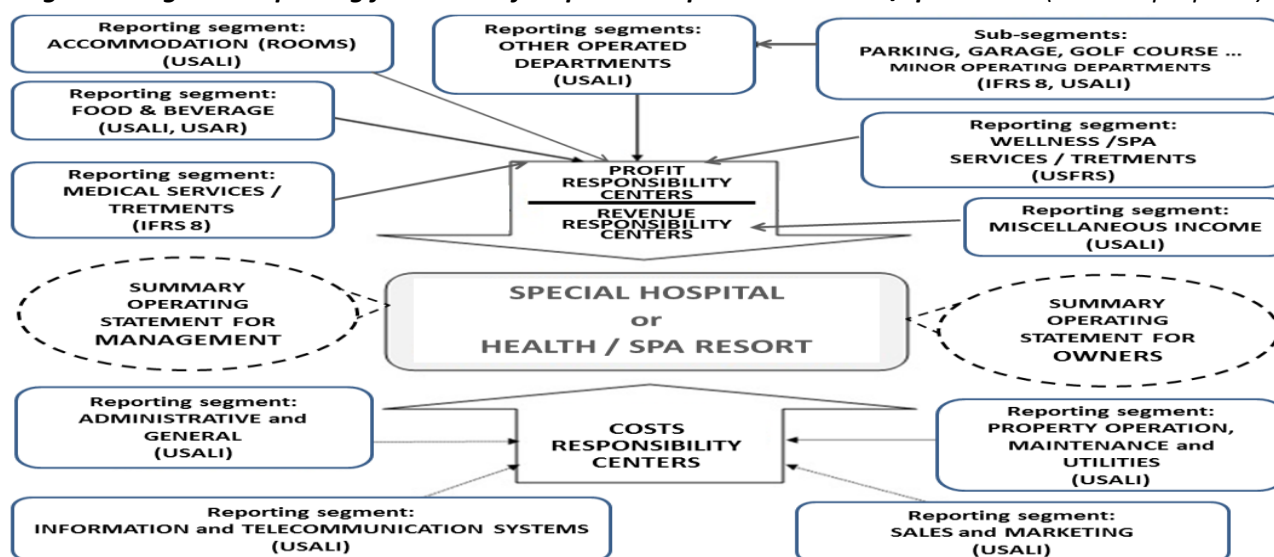 Reporting segment:
ACCOMMODATION (ROOMS)
(USALI)
Reporting segments:
OTHER OPERATED
DEPARTMENTS
(USALI)
Sub-segments:
PARKING, GARAGE, GOLF COURSE ...
MINOR OPERATING DEPARTMENTS
(IFRS 8, USALI)
Reporting segment:
FOOD & BEVERAGE
(USALI, USAR)
Reporting segment:
WELLNESS /SPA
SERVICES / TRETMENTS
(USFRS)
Reporting segment:
MEDICAL SERVICES /
TRETMENTS
(IFRS 8)
PROFIT
RESPONSIBILITY
CENTERS
REVENUE
RESPONSIBILITY
CENTERS
Reporting segment:
MISCELLANEOUS INCOME
(USALI)
SUMMARY
OPERATING
STATEMENT FOR
MANAGEMENT
SPECIAL HOSPITAL
or
HEALTH / SPA RESORT
SUMMARY
OPERATING
STATEMENT FOR
OWNERS
Reporting segment:
ADMINISTRATIVE and
GENERAL
(USALI)
COSTS
RESPONSIBILITY
CENTERS
Reporting segment:
PROPERTY OPERATION,
MAINTENANCE and
UTILITIES
(USALI)
Reporting segment:
INFORMATION and TELECOMMUNICATION SYSTEMS
(USALI)
Reporting segment:
SALES and MARKETING
(USALI)